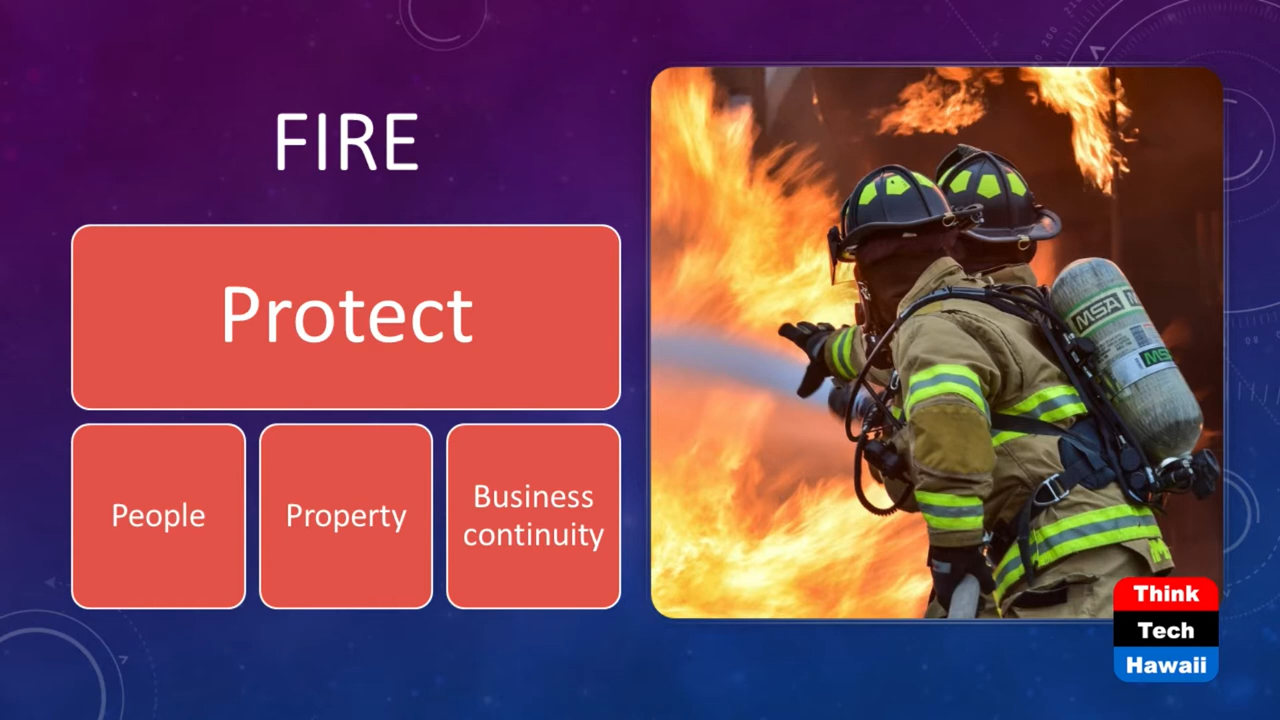 FIRE
Protect
People
Property
Business
continuity
MSA
Think
Tech
Hawaii